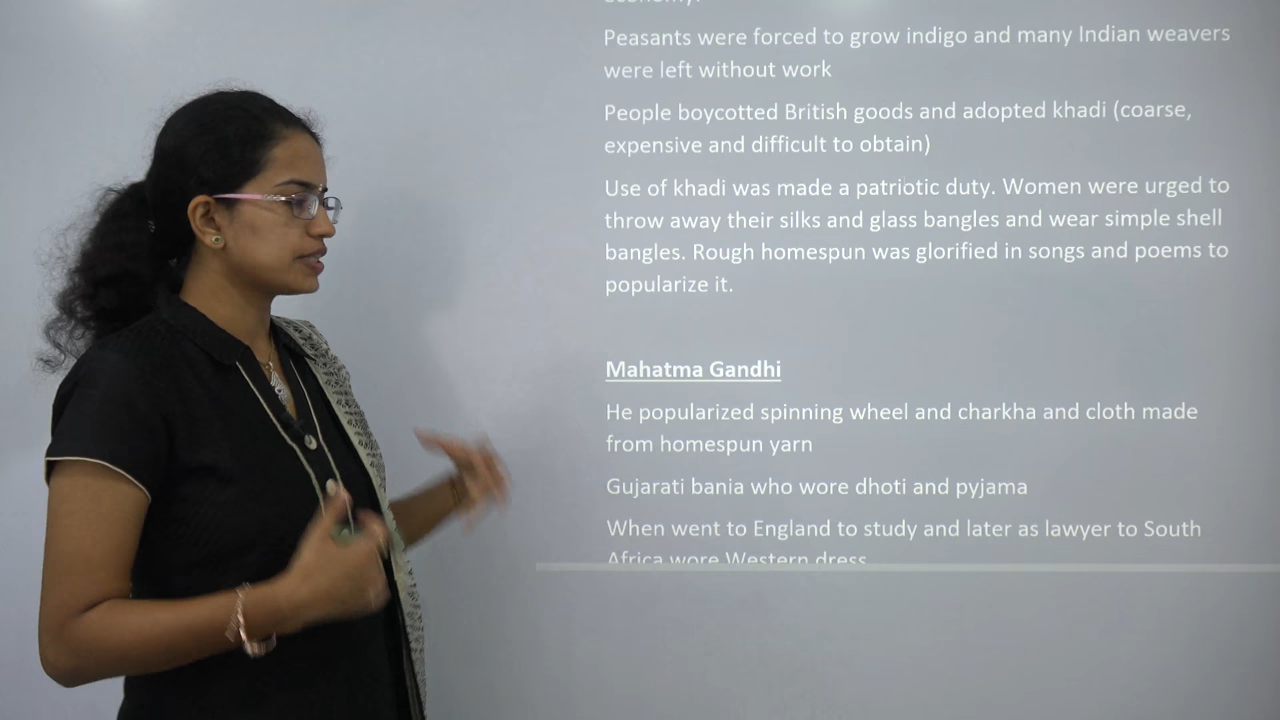 economy.
Peasants were forced to grow indigo and many Indian weavers
were left without work
People boycotted British goods and adopted khadi (coarse,
expensive and difficult to obtain)
Use of khadi was made a patriotic duty. Women were urged to
throw away their silks and glass bangles and wear simple shell
bangles. Rough homespun was glorified in songs and poems to
popularize it.
Mahatma Gandhi
He popularized spinning wheel and charkha and cloth made
from homespun yarn
Gujarati bania who wore dhoti and pyjama
When went to England to study and later as lawyer to South
Africa wore Western dress